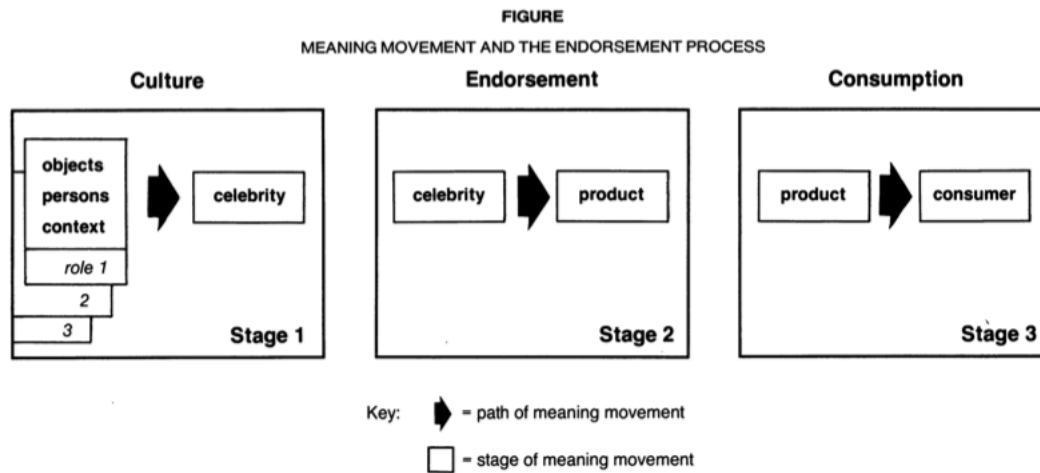 FIGURE
MEANING MOVEMENT AND THE ENDORSEMENT PROCESS
Culture
Endorsement
Consumption
objects
persons
context
role 1
2
3
celebrity
Stage 1
celebrity
product
Stage 2
product
consumer
Stage 3
Key:
= path of meaning movement
= stage of meaning movement